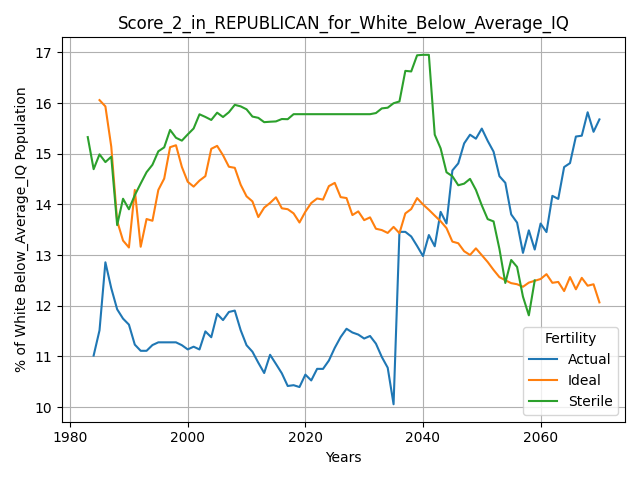 Score_2_in_REPUBLICAN_for_White_Below_Average_IQ
% of White Below_Average_IQ Population
17
16
15
14
13
12
11
10
1980
2000
2020
2040
2060
Years
Fertility
Actual
Ideal
Sterile